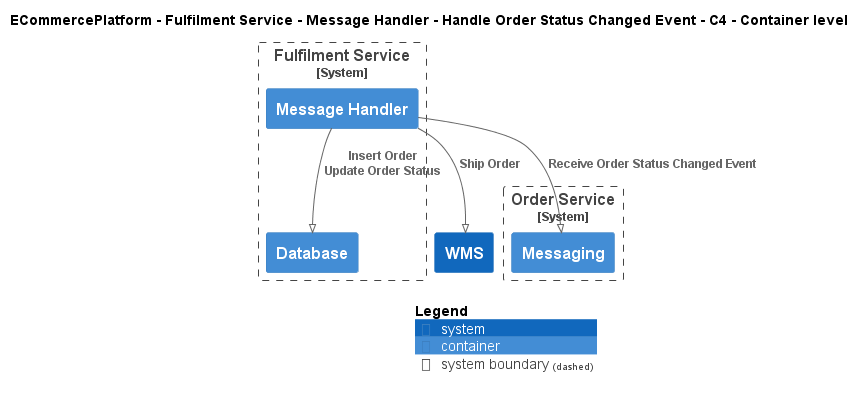 ECommercePlatform - Fulfilment Service - Message Handler - Handle Order Status Changed Event - C4 - Container level
Fulfilment Service
[System]
Message Handler
Insert Order
Update Order Status
Ship Order
Receive Order Status Changed Event
Order Service
[System]
Database
WMS
Messaging
Legend
system
container
system boundary (dashed)